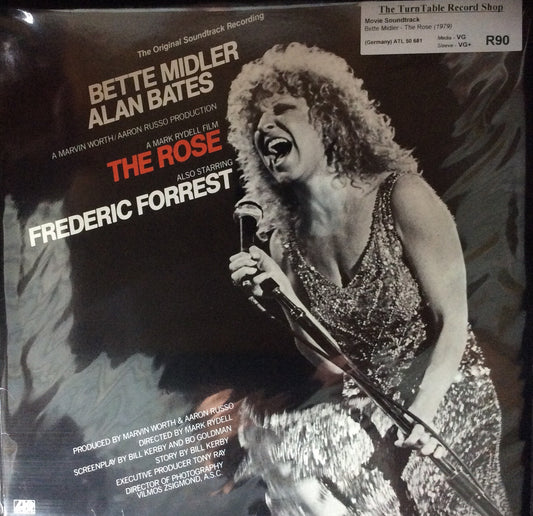 The TurnTable Record Shop
Movie Soundtrack
Bette Midler - The Rose (1979)
(Germany) ATL 50 681
Media - VG
Sleeve - VG+
R90
The Original Soundtrack Recording
BETTE MIDLER
ALAN BATES
A MARVIN WORTH/AARON RUSSO PRODUCTION
A MARK RYDELL FILM
THE ROSE
ALSO STARRING
FREDERIC FORREST
PRODUCED BY MARVIN WORTH & AARON RUSSO
DIRECTED BY MARK RYDELL
SCREENPLAY BY BILL KERBY AND BO GOLDMAN
STORY BY BILL KERBY
EXECUTIVE PRODUCER TONY RAY
DIRECTOR OF PHOTOGRAPHY
VILMOS ZSIGMOND, A.S.C.